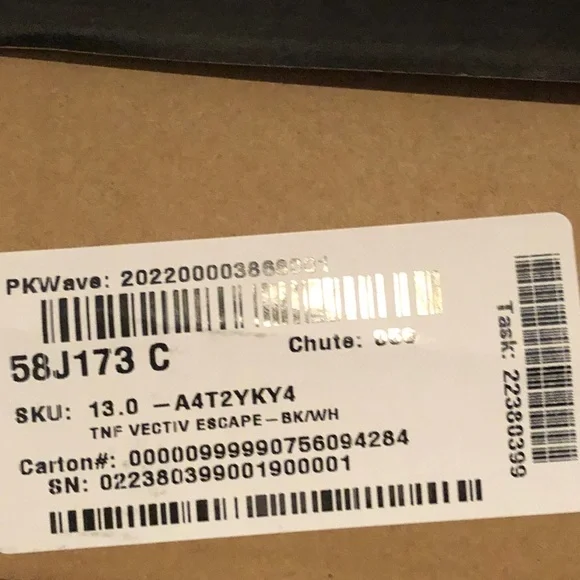 PKWave:
58J173 C
Chute:
SKU: 13.0 -A4T2YKY4
TNF VECTIV ESCAPE-BK/WH
Carton#: 00000999990756094284
SN: 022380399001900001
Task: 22380399